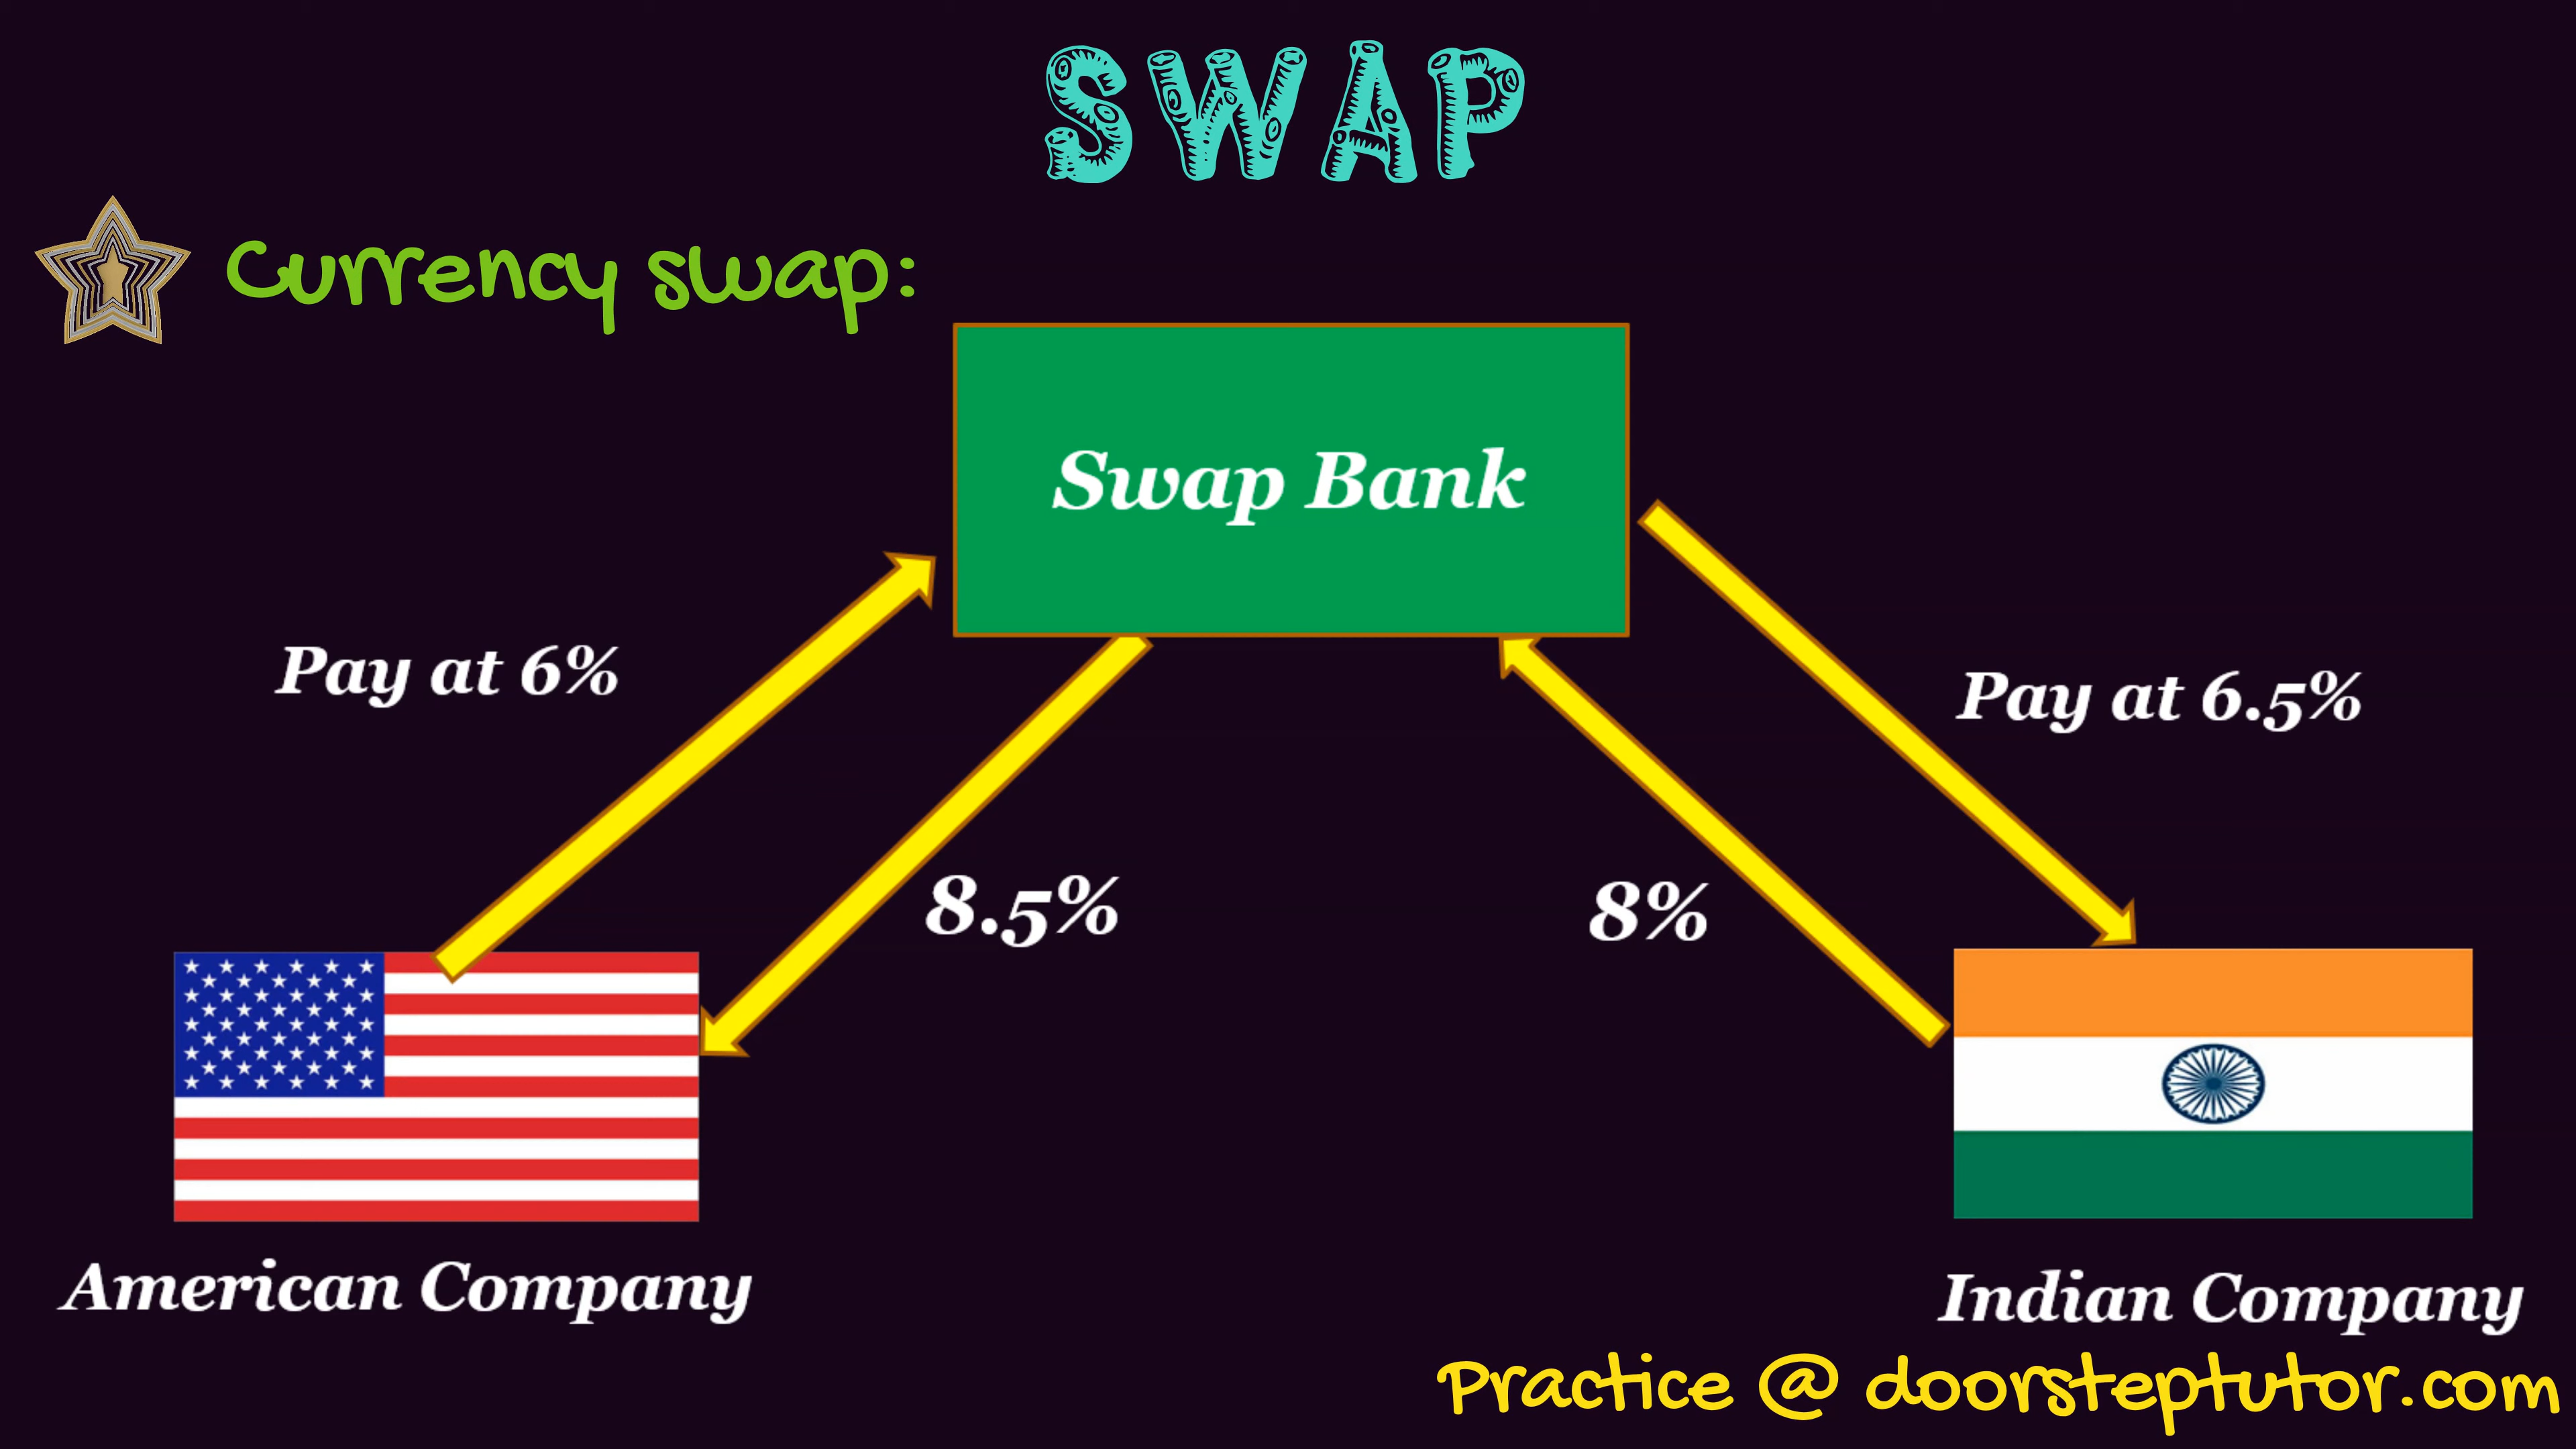 SWAP
Currency swap:
Swap Bank
Pay at 6%
Pay at 6.5%
8.5%
8%
American Company
Indian Company
Practice @ doorsteptutor.com